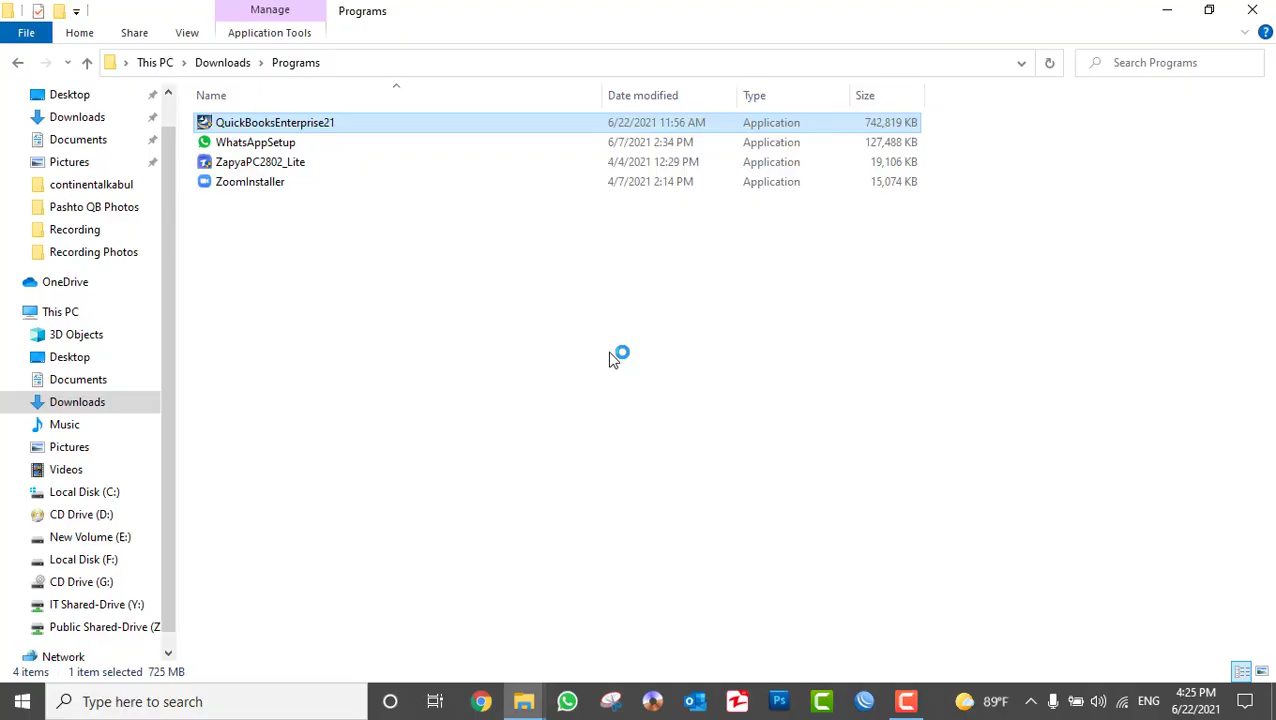 Manage
Programs
File
Home
Share
View
Application Tools
This PC
Downloads
Programs
Search Programs
Name
Date modified
Type
Size
QuickBooksEnterprise21
6/22/2021 11:56 AM
Application
742,819 KB
WhatsAppSetup
6/7/2021 2:34 PM
Application
127,488 KB
ZapyaPC2802_Lite
4/4/2021 12:29 PM
Application
19,106 KB
ZoomInstaller
4/7/2021 2:14 PM
Application
15,074 KB
Desktop
Downloads
Documents
Pictures
continentalkabul
Pashto QB Photos
Recording
Recording Photos
OneDrive
This PC
3D Objects
Desktop
Documents
Downloads
Music
Pictures
Videos
Local Disk (C:)
CD Drive (D:)
New Volume (E:)
Local Disk (F:)
CD Drive (G:)
IT Shared-Drive (Y:)
Public Shared-Drive (Z
Network
4 items
1 item selected 725 MB
Type here to search
Ps
89°F
ENG
4:25 PM
6/22/2021